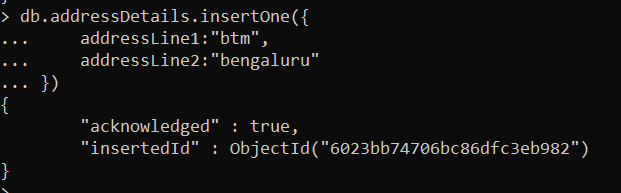 > db.addressDetails.insertOne({
...     addressLine1:"btm",
...     addressLine2:"bengaluru"
... })
{
        "acknowledged" : true,
        "insertedId" : ObjectId("6023bb74706bc86dfc3eb982")
}
>